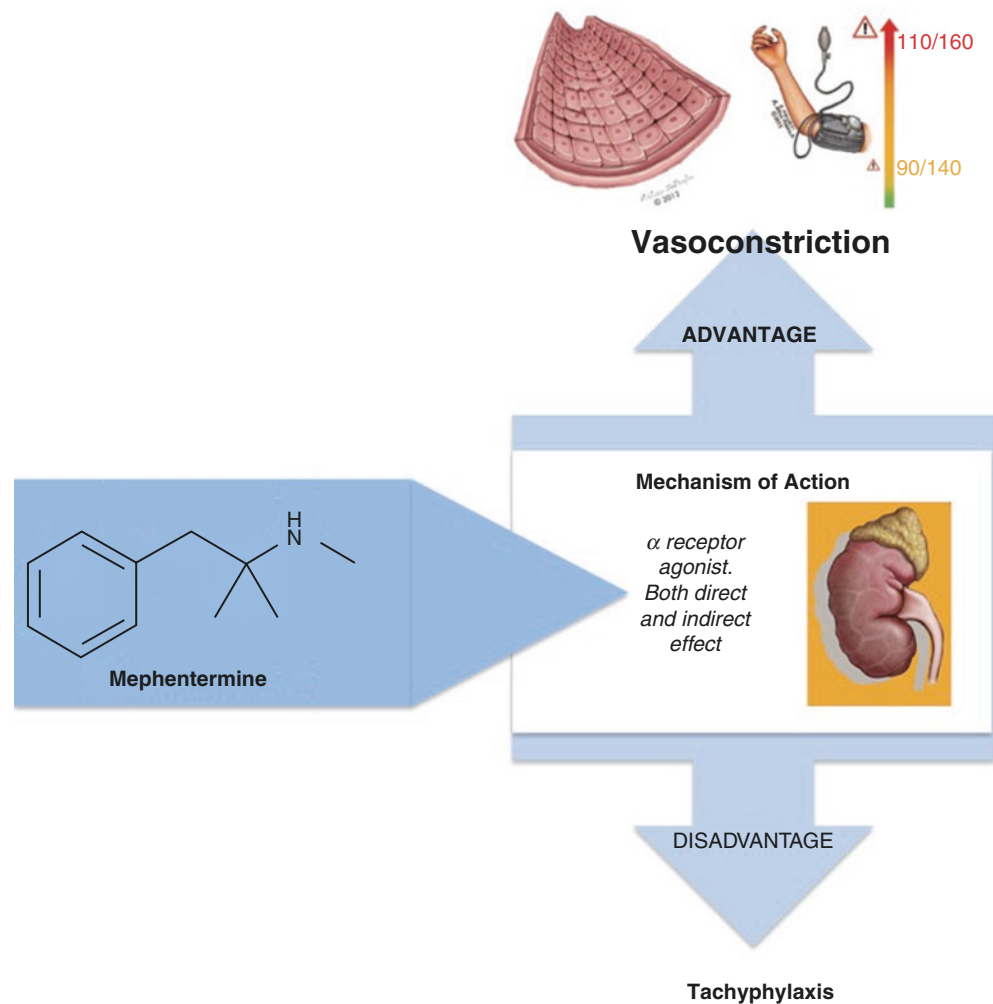 110/160
90/140
© 2012
Vasoconstriction
ADVANTAGE
Mechanism of Action
α receptor
agonist.
Both direct
and indirect
effect
H
N
Mephentermine
DISADVANTAGE
Tachyphylaxis